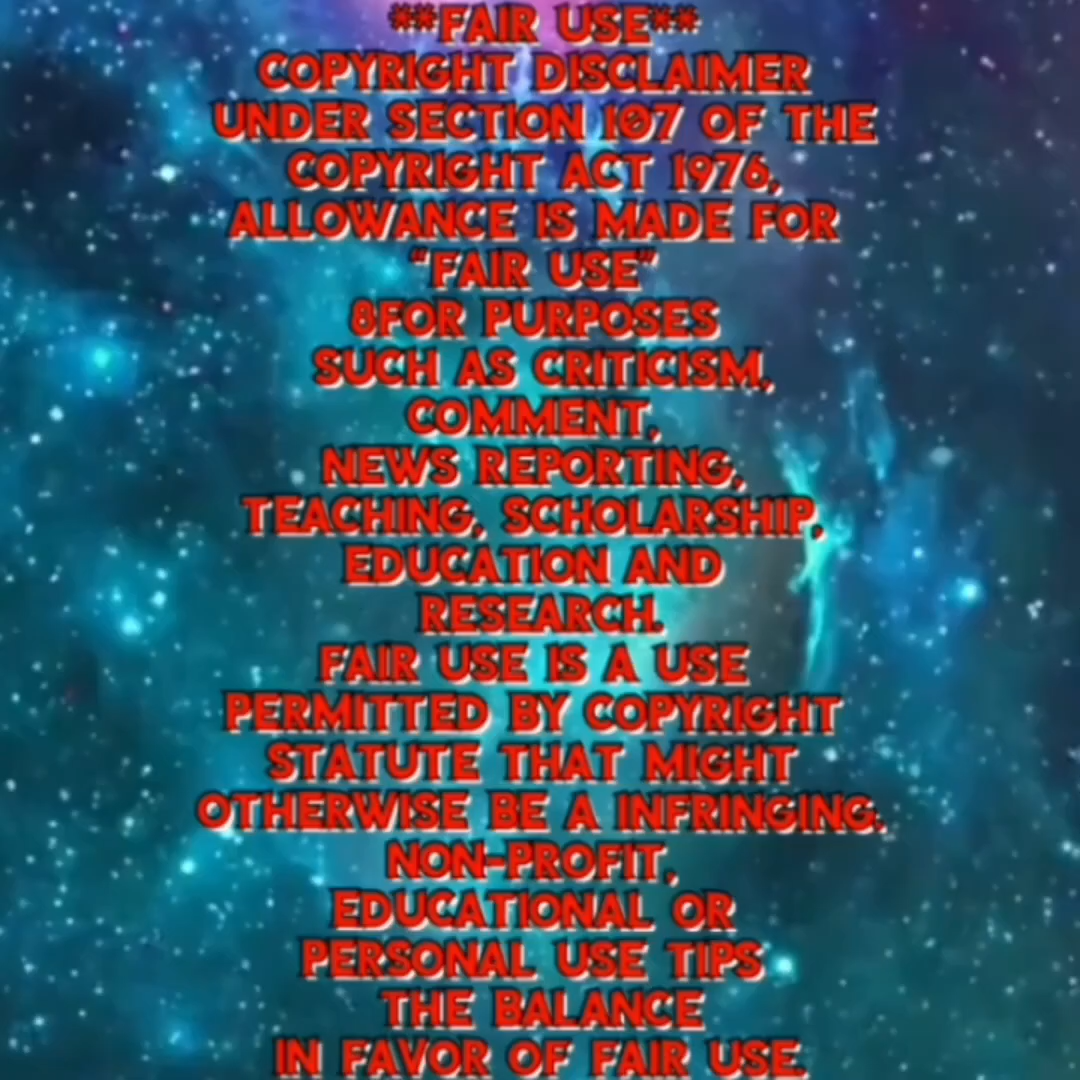 **FAIR USE**
COPYRIGHT DISCLAIMER
UNDER SECTION 107 OF THE
COPYRIGHT ACT 1976,
ALLOWANCE IS MADE FOR
"FAIR USE"
8FOR PURPOSES
SUCH AS CRITICISM,
COMMENT,
NEWS REPORTING,
TEACHING, SCHOLARSHIP,
EDUCATION AND
RESEARCH.
FAIR USE IS A USE
PERMITTED BY COPYRIGHT
STATUTE THAT MIGHT
OTHERWISE BE A INFRINGING.
NON-PROFIT,
EDUCATIONAL OR
PERSONAL USE TIPS
THE BALANCE
IN FAVOR OF FAIR USE.